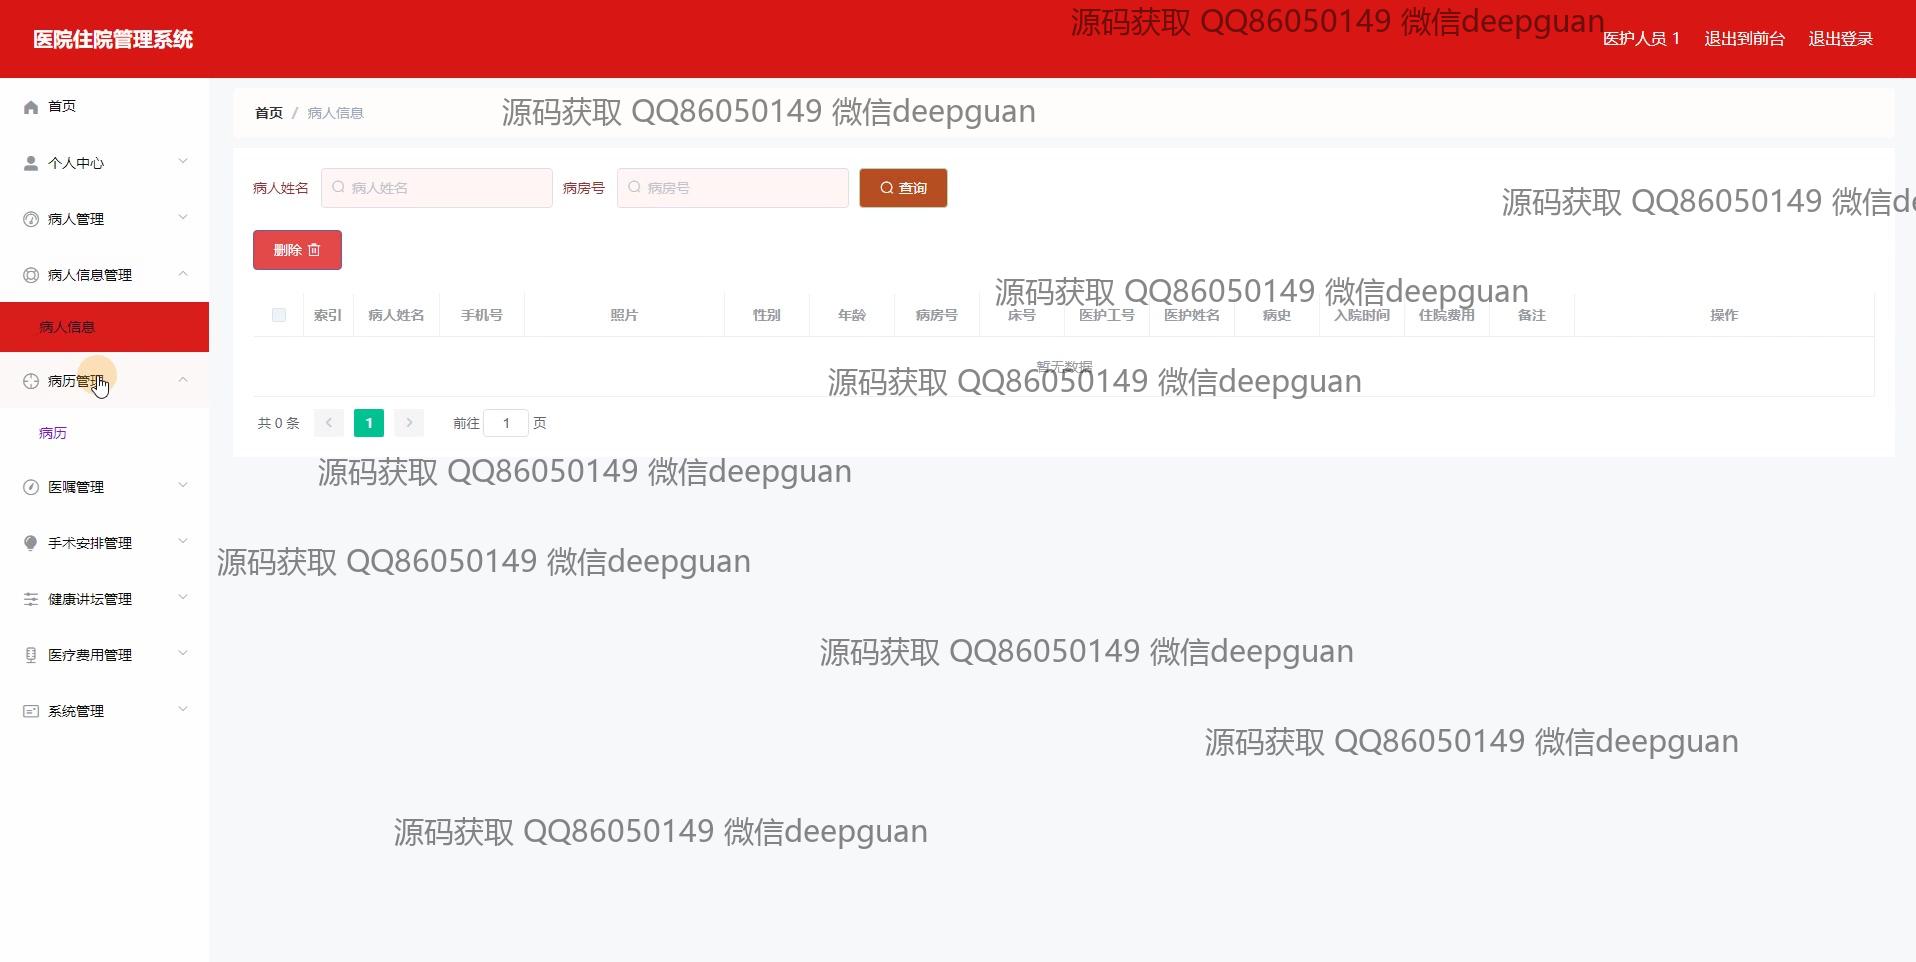 源码获取 QQ86050149 微信deepguan
医院住院管理系统
医护人员 1 退出到前台 退出登录
首页
首页 / 病人信息
源码获取 QQ86050149 微信deepguan
个人中心
病人姓名 病人姓名 病房号 病房号 查询
源码获取 QQ86050149 微信de
病人管理
删除
病人信息管理
源码获取 QQ86050149 微信deepguan
索引 病人姓名 手机号 照片 性别 年龄 病房号 床号 医护工号 医护姓名 病史 入院时间 住院费用 备注 操作
病人信息
暂无数据
源码获取 QQ86050149 微信deepguan
病历管理
共 0 条 1 前往 1 页
病历
源码获取 QQ86050149 微信deepguan
医嘱管理
手术安排管理
源码获取 QQ86050149 微信deepguan
健康讲坛管理
医疗费用管理
源码获取 QQ86050149 微信deepguan
系统管理
源码获取 QQ86050149 微信deepguan
源码获取 QQ86050149 微信deepguan